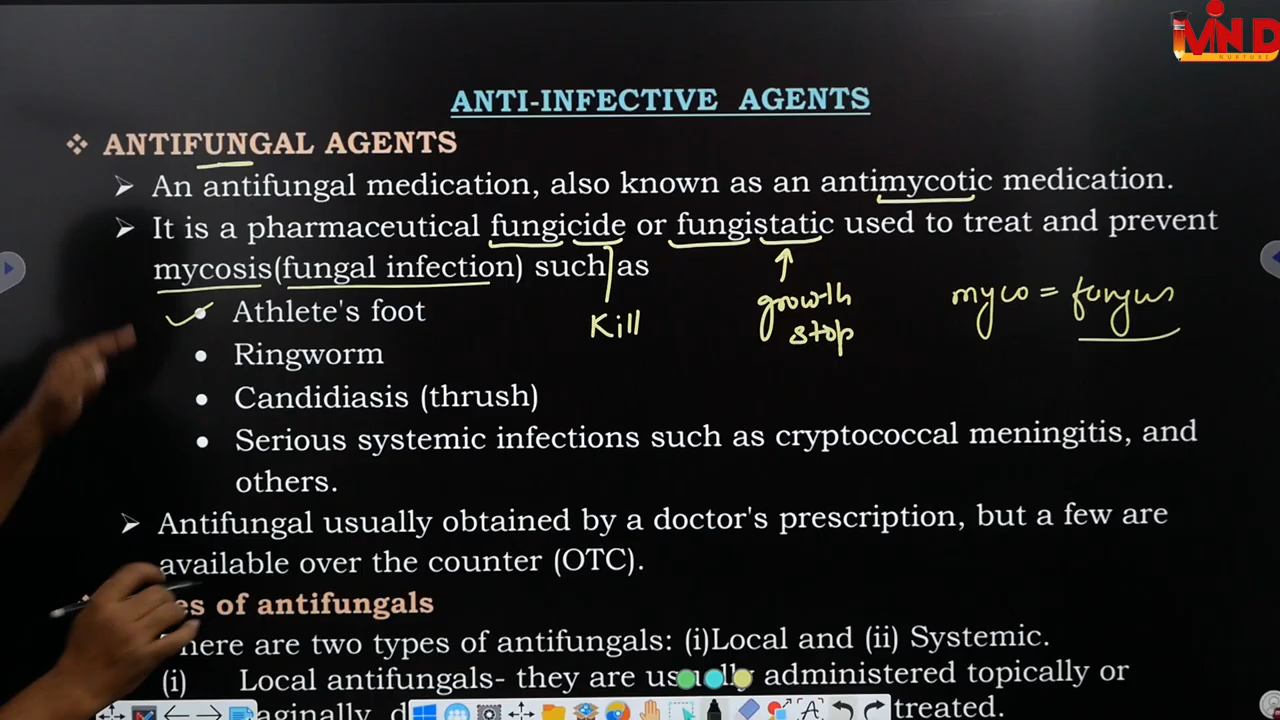 MIND
NURTURE
ANTI-INFECTIVE AGENTS
❖ ANTIFUNGAL AGENTS
➤ An antifungal medication, also known as an antimycotic medication.
➤ It is a pharmaceutical fungicide or fungistatic used to treat and prevent
mycosis(fungal infection) such as
• Athlete's foot
Kill
growth
stop
myco = fungus
• Ringworm
• Candidiasis (thrush)
• Serious systemic infections such as cryptococcal meningitis, and
others.
➤ Antifungal usually obtained by a doctor's prescription, but a few are
available over the counter (OTC).
of antifungals
are two types of antifungals: (i)Local and (ii) Systemic.
(i) Local antifungals- they are usually administered topically or
treated.